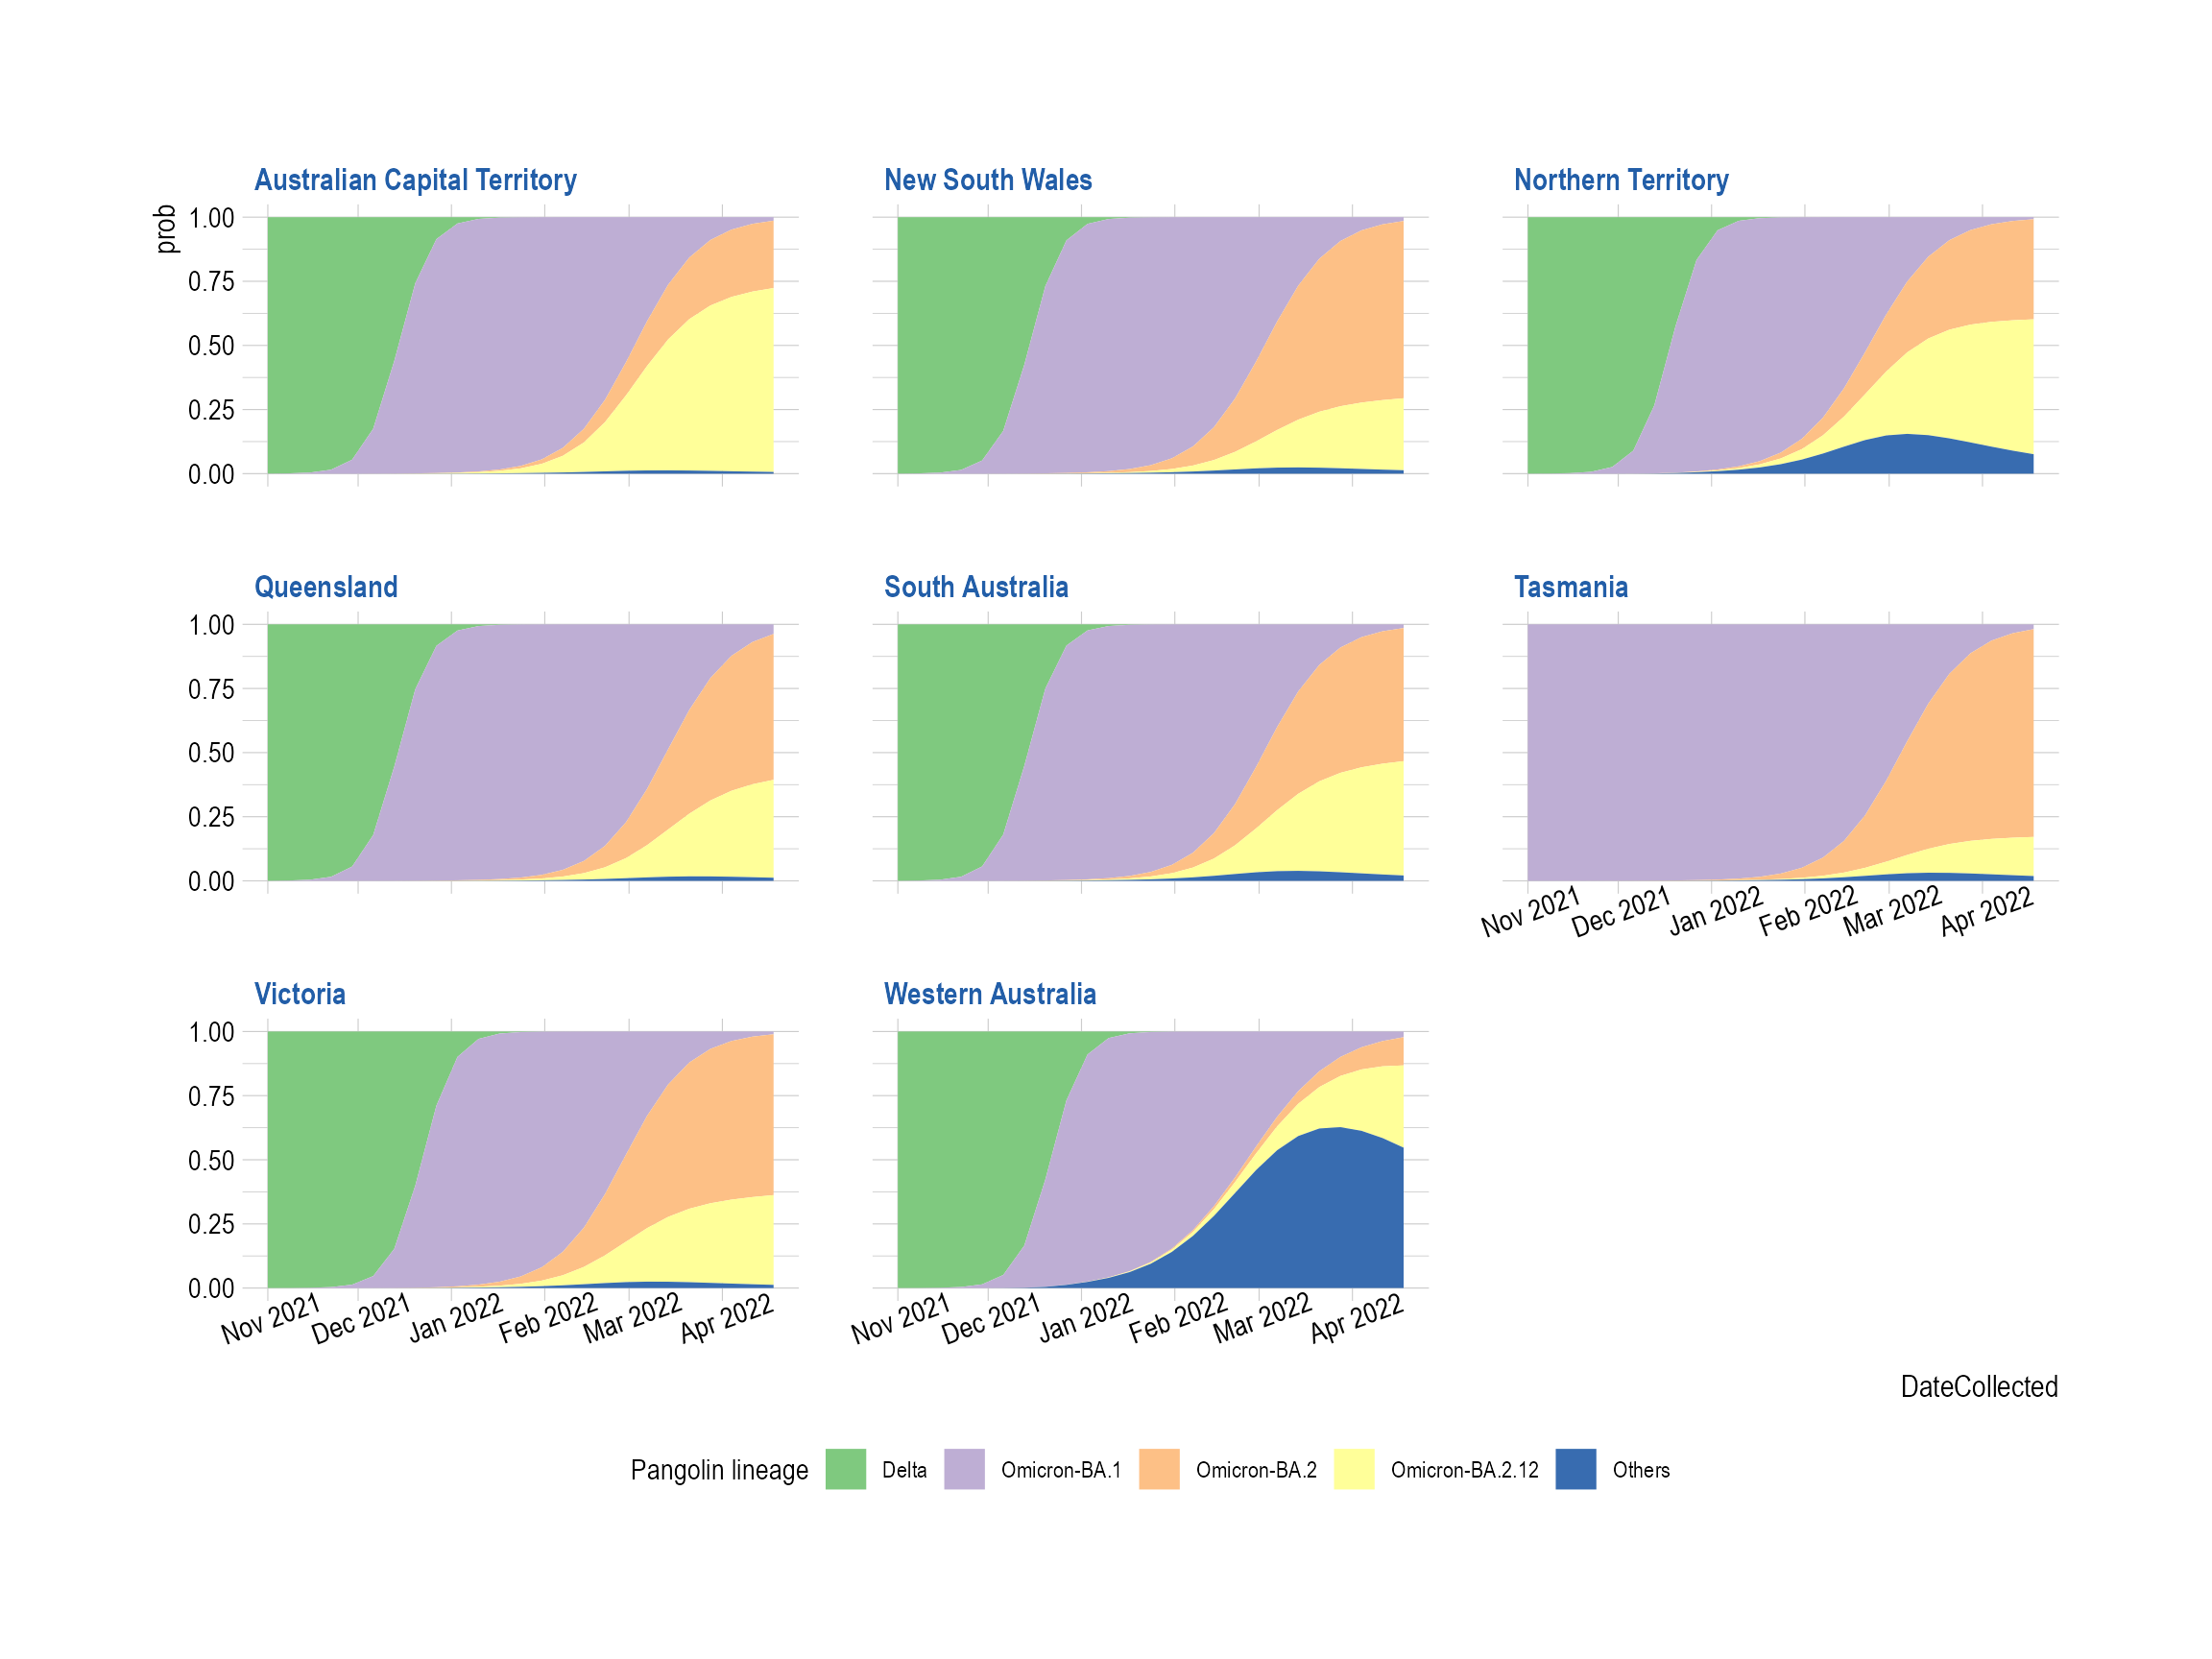 Australian Capital Territory
New South Wales
Northern Territory
prob
1.00
0.75
0.50
0.25
0.00
Queensland
South Australia
Tasmania
1.00
0.75
0.50
0.25
0.00
Nov 2021 Dec 2021 Jan 2022 Feb 2022 Mar 2022 Apr 2022
Victoria
Western Australia
1.00
0.75
0.50
0.25
0.00
Nov 2021 Dec 2021 Jan 2022 Feb 2022 Mar 2022 Apr 2022
Nov 2021 Dec 2021 Jan 2022 Feb 2022 Mar 2022 Apr 2022
DateCollected
Pangolin lineage Delta Omicron-BA.1 Omicron-BA.2 Omicron-BA.2.12 Others